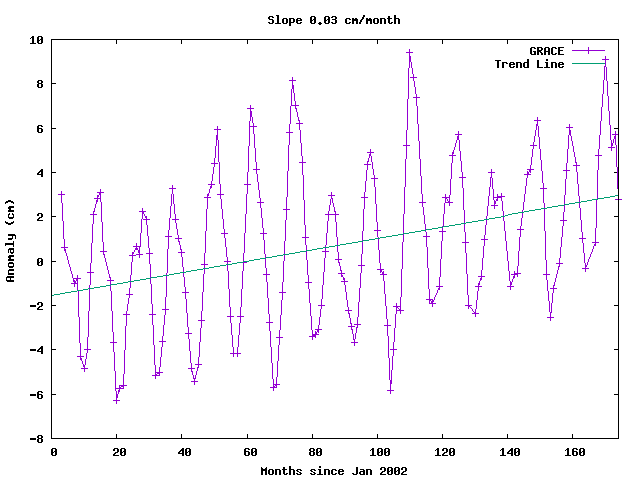 Slope 0.03 cm/month
GRACE
Trend Line
Anomaly (cm)
10
8
6
4
2
0
-2
-4
-6
-8
0 20 40 60 80 100 120 140 160
Months since Jan 2002